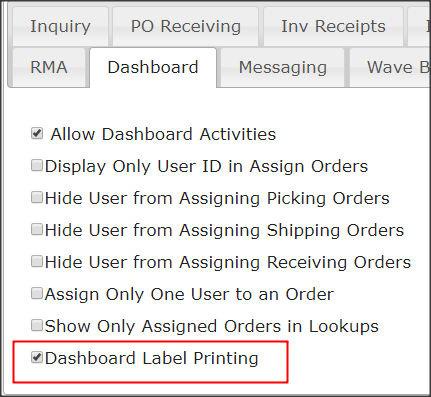 Inquiry PO Receiving Inv Receipts
RMA Dashboard Messaging Wave B
Allow Dashboard Activities
Display Only User ID in Assign Orders
Hide User from Assigning Picking Orders
Hide User from Assigning Shipping Orders
Hide User from Assigning Receiving Orders
Assign Only One User to an Order
Show Only Assigned Orders in Lookups
Dashboard Label Printing